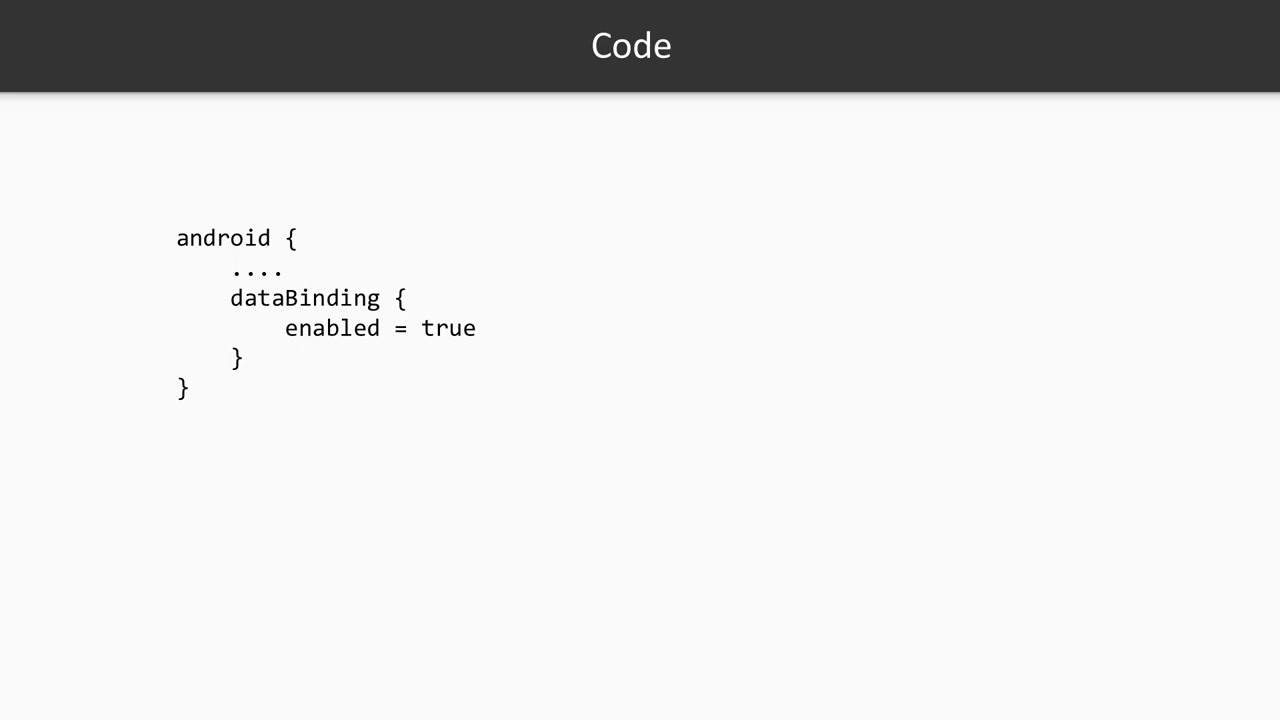 Code
android {
    ....
    dataBinding {
        enabled = true
    }
}